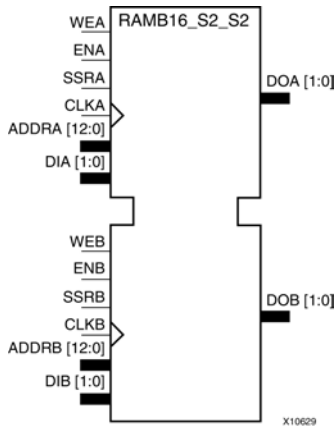 RAMB16_S2_S2
WEA
ENA
SSRA
CLKA
ADDRA [12:0]
DIA [1:0]
DOA [1:0]
WEB
ENB
SSRB
CLKB
ADDRB [12:0]
DIB [1:0]
DOB [1:0]
X10629